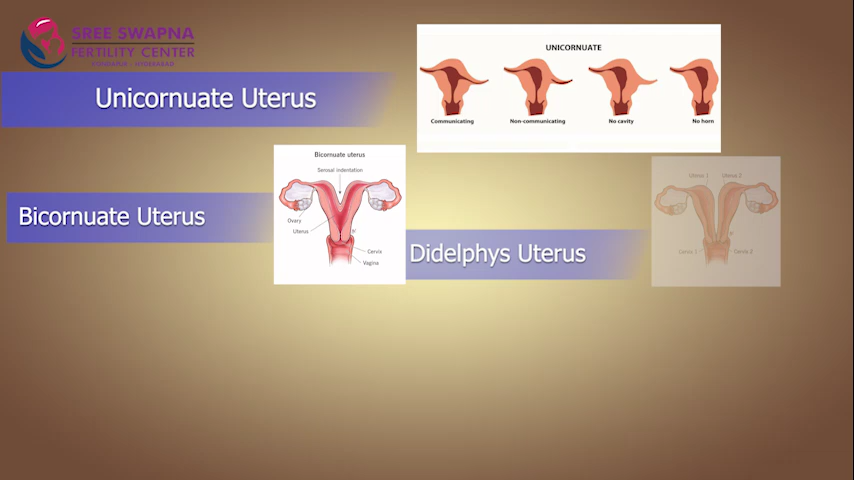 SREE SWAPNA
FERTILITY CENTER
Unicornuate Uterus
UNICORNUATE
Communicating
Non-communicating
No cavity
No horn
Bicornuate Uterus
Bicornuate uterus
Serosal indentation
Ovary
Uterus
Cervix
Vagina
Didelphys Uterus
Uterus 1
Uterus 2
Cervix 1
Cervix 2